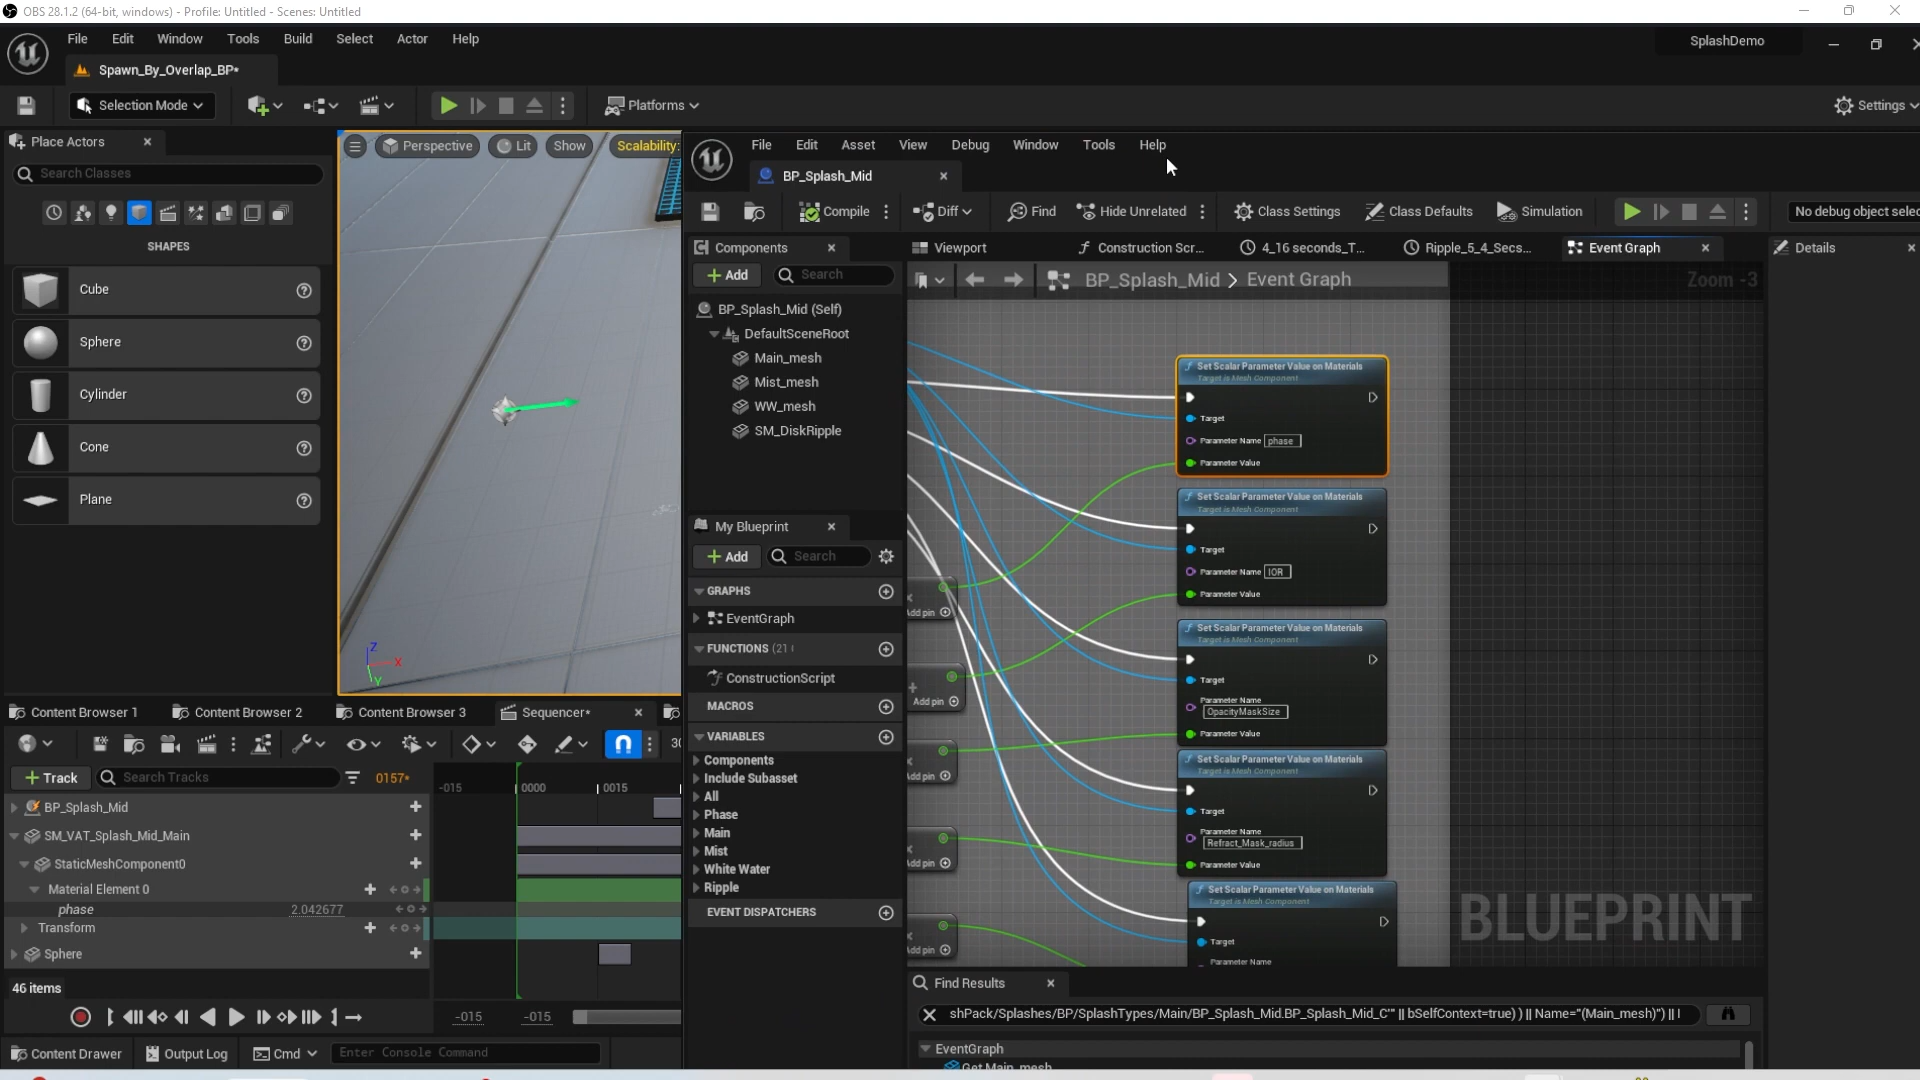 OBS 28.1.2 (64-bit, windows) - Profile: Untitled - Scenes: Untitled
File Edit Window Tools Build Select Actor Help
SplashDemo
Spawn_By_Overlap_BP*
Selection Mode
Platforms
Settings
Place Actors
Search Classes
SHAPES
Cube
Sphere
Cylinder
Cone
Plane
Perspective Lit Show Scalability:
Z
X
Y
File Edit Asset View Debug Window Tools Help
BP_Splash_Mid
Compile Diff Find Hide Unrelated Class Settings Class Defaults Simulation
No debug object selec
Components
Add Search
BP_Splash_Mid (Self)
DefaultSceneRoot
Main_mesh
Mist_mesh
WW_mesh
SM_DiskRipple
My Blueprint
Add Search
GRAPHS
EventGraph
FUNCTIONS (21
ConstructionScript
MACROS
VARIABLES
Components
Include Subasset
All
Phase
Main
Mist
White Water
Ripple
EVENT DISPATCHERS
Viewport Construction Scr... 4_16 seconds_T... Ripple_5_4_Secs... Event Graph
Details
BP_Splash_Mid > Event Graph
Zoom -3
Set Scalar Parameter Value on Materials
Target is Mesh Component
Target
Parameter Name phase
Parameter Value
Set Scalar Parameter Value on Materials
Target is Mesh Component
Target
Parameter Name IOR
Parameter Value
Set Scalar Parameter Value on Materials
Target is Mesh Component
Target
Parameter Name
OpacityMaskSize
Parameter Value
Set Scalar Parameter Value on Materials
Target is Mesh Component
Target
Parameter Name
Refract_Mask_radius
Parameter Value
Set Scalar Parameter Value on Materials
Target is Mesh Component
Target
Parameter Name
Add pin
Add pin
Add pin
Add pin
Add pin
BLUEPRINT
Find Results
shPack/Splashes/BP/SplashTypes/Main/BP_Splash_Mid.BP_Splash_Mid_C'" || bSelfContext=true) ) || Name="(Main_mesh)") || I
EventGraph
Get Main_mesh
Content Browser 1 Content Browser 2 Content Browser 3 Sequencer*
30
Track Search Tracks 0157*
-015 0000 0015
BP_Splash_Mid
SM_VAT_Splash_Mid_Main
StaticMeshComponent0
Material Element 0
phase 2.042677
Transform
Sphere
46 items
-015 -015
Content Drawer Output Log Cmd Enter Console Command